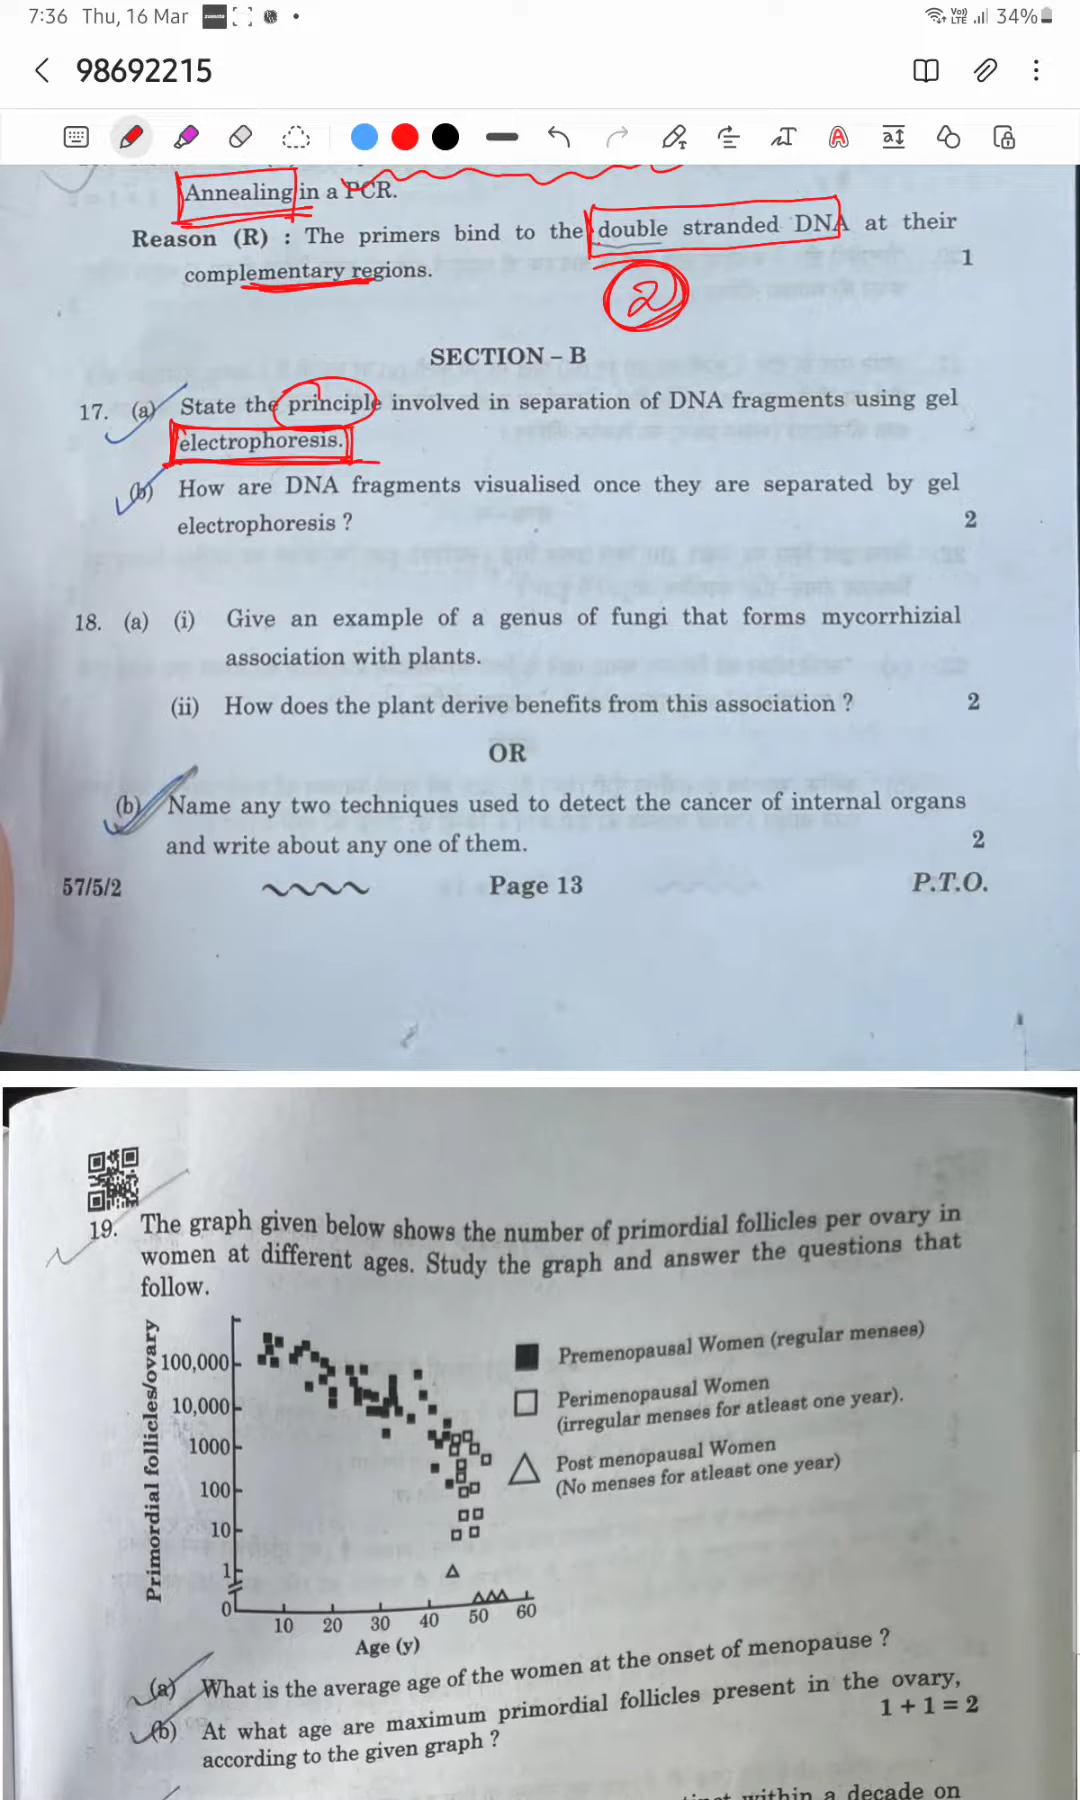 7:36 Thu, 16 Mar
Vo)) LTE 34%
98692215
Annealing in a PCR.
Reason (R) : The primers bind to the double stranded DNA at their
complementary regions.
1
2
SECTION – B
17. (a) State the principle involved in separation of DNA fragments using gel
electrophoresis.
(b) How are DNA fragments visualised once they are separated by gel
electrophoresis ?
2
18. (a) (i) Give an example of a genus of fungi that forms mycorrhizial
association with plants.
(ii) How does the plant derive benefits from this association ?
2
OR
(b) Name any two techniques used to detect the cancer of internal organs
and write about any one of them.
2
57/5/2 Page 13 P.T.O.
19. The graph given below shows the number of primordial follicles per ovary in
women at different ages. Study the graph and answer the questions that
follow.
Primordial follicles/ovary
100,000
10,000
1000
100
10
1
0
10 20 30 40 50 60
Age (y)
Premenopausal Women (regular menses)
Perimenopausal Women
(irregular menses for atleast one year).
Post menopausal Women
(No menses for atleast one year)
(a) What is the average age of the women at the onset of menopause ?
(b) At what age are maximum primordial follicles present in the ovary,
according to the given graph ?
1 + 1 = 2
within a decade on